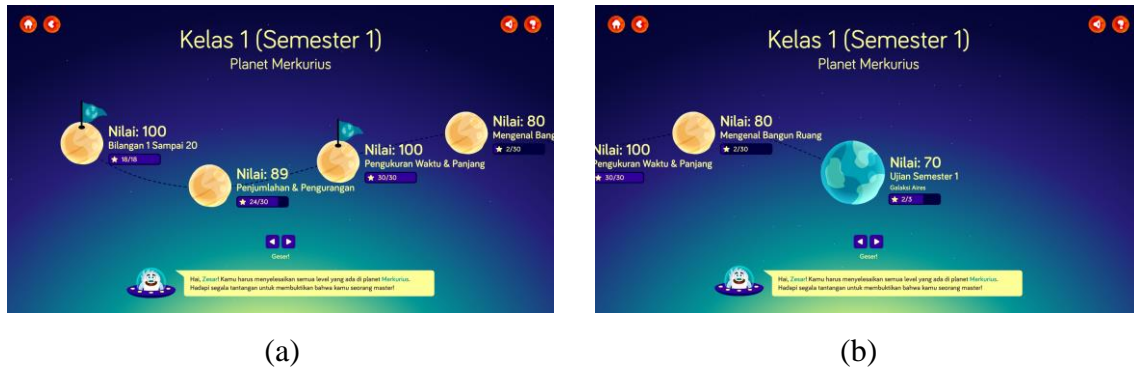 Kelas 1 (Semester 1)
Planet Merkurius
Nilai: 100
Bilangan 1 Sampai 20
18/18
Nilai: 89
Penjumlahan & Pengurangan
24/30
Nilai: 100
Pengukuran Waktu & Panjang
30/30
Nilai: 80
Mengenal Bang
2/30
Geser!
Hai, Zesar! Kamu harus menyelesaikan semua level yang ada di planet Merkurius.
Hadapi segala tantangan untuk membuktikan bahwa kamu seorang master!
(a)
Kelas 1 (Semester 1)
Planet Merkurius
Nilai: 100
Pengukuran Waktu & Panjang
30/30
Nilai: 80
Mengenal Bangun Ruang
2/30
Nilai: 70
Ujian Semester 1
Galaksi Aires
2/3
Geser!
Hai, Zesar! Kamu harus menyelesaikan semua level yang ada di planet Merkurius.
Hadapi segala tantangan untuk membuktikan bahwa kamu seorang master!
(b)